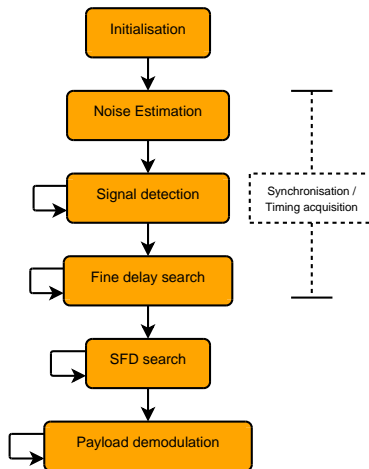 Initialisation
Noise Estimation
Signal detection
Synchronisation /
Timing acquisition
Fine delay search
SFD search
Payload demodulation